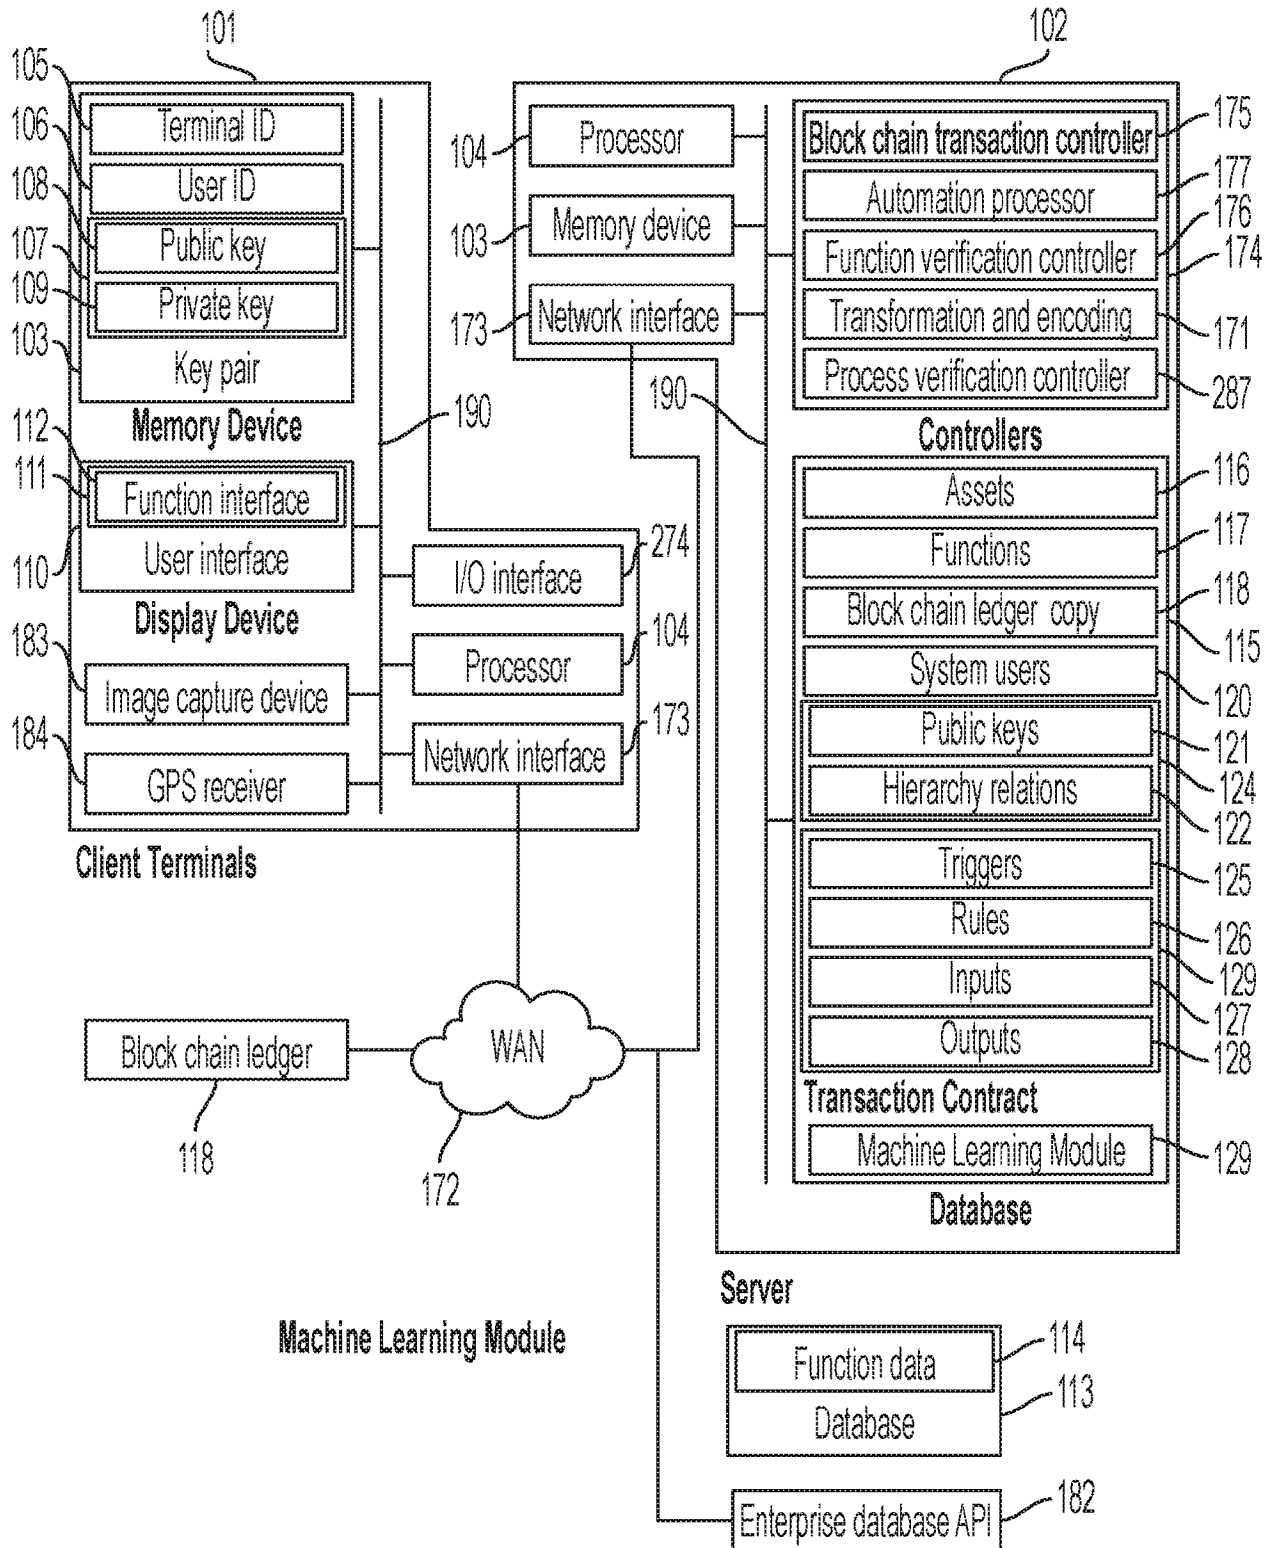 101
102
105
106
108
107
109
103
Terminal ID
User ID
Public key
Private key
Key pair
Memory Device
190
112
111
110
Function interface
User interface
Display Device
183
Image capture device
184
GPS receiver
I/O interface
274
Processor
104
Network interface
173
Client Terminals
104
Processor
103
Memory device
173
Network interface
190
Block chain transaction controller
175
Automation processor
177
Function verification controller
176
174
Transformation and encoding
171
Process verification controller
287
Controllers
Assets
116
Functions
117
Block chain ledger copy
118
115
System users
120
Public keys
121
124
Hierarchy relations
122
Triggers
125
Rules
126
129
Inputs
127
Outputs
128
Transaction Contract
Machine Learning Module
129
Database
Server
Block chain ledger
118
WAN
172
Machine Learning Module
Function data
114
Database
113
Enterprise database API
182